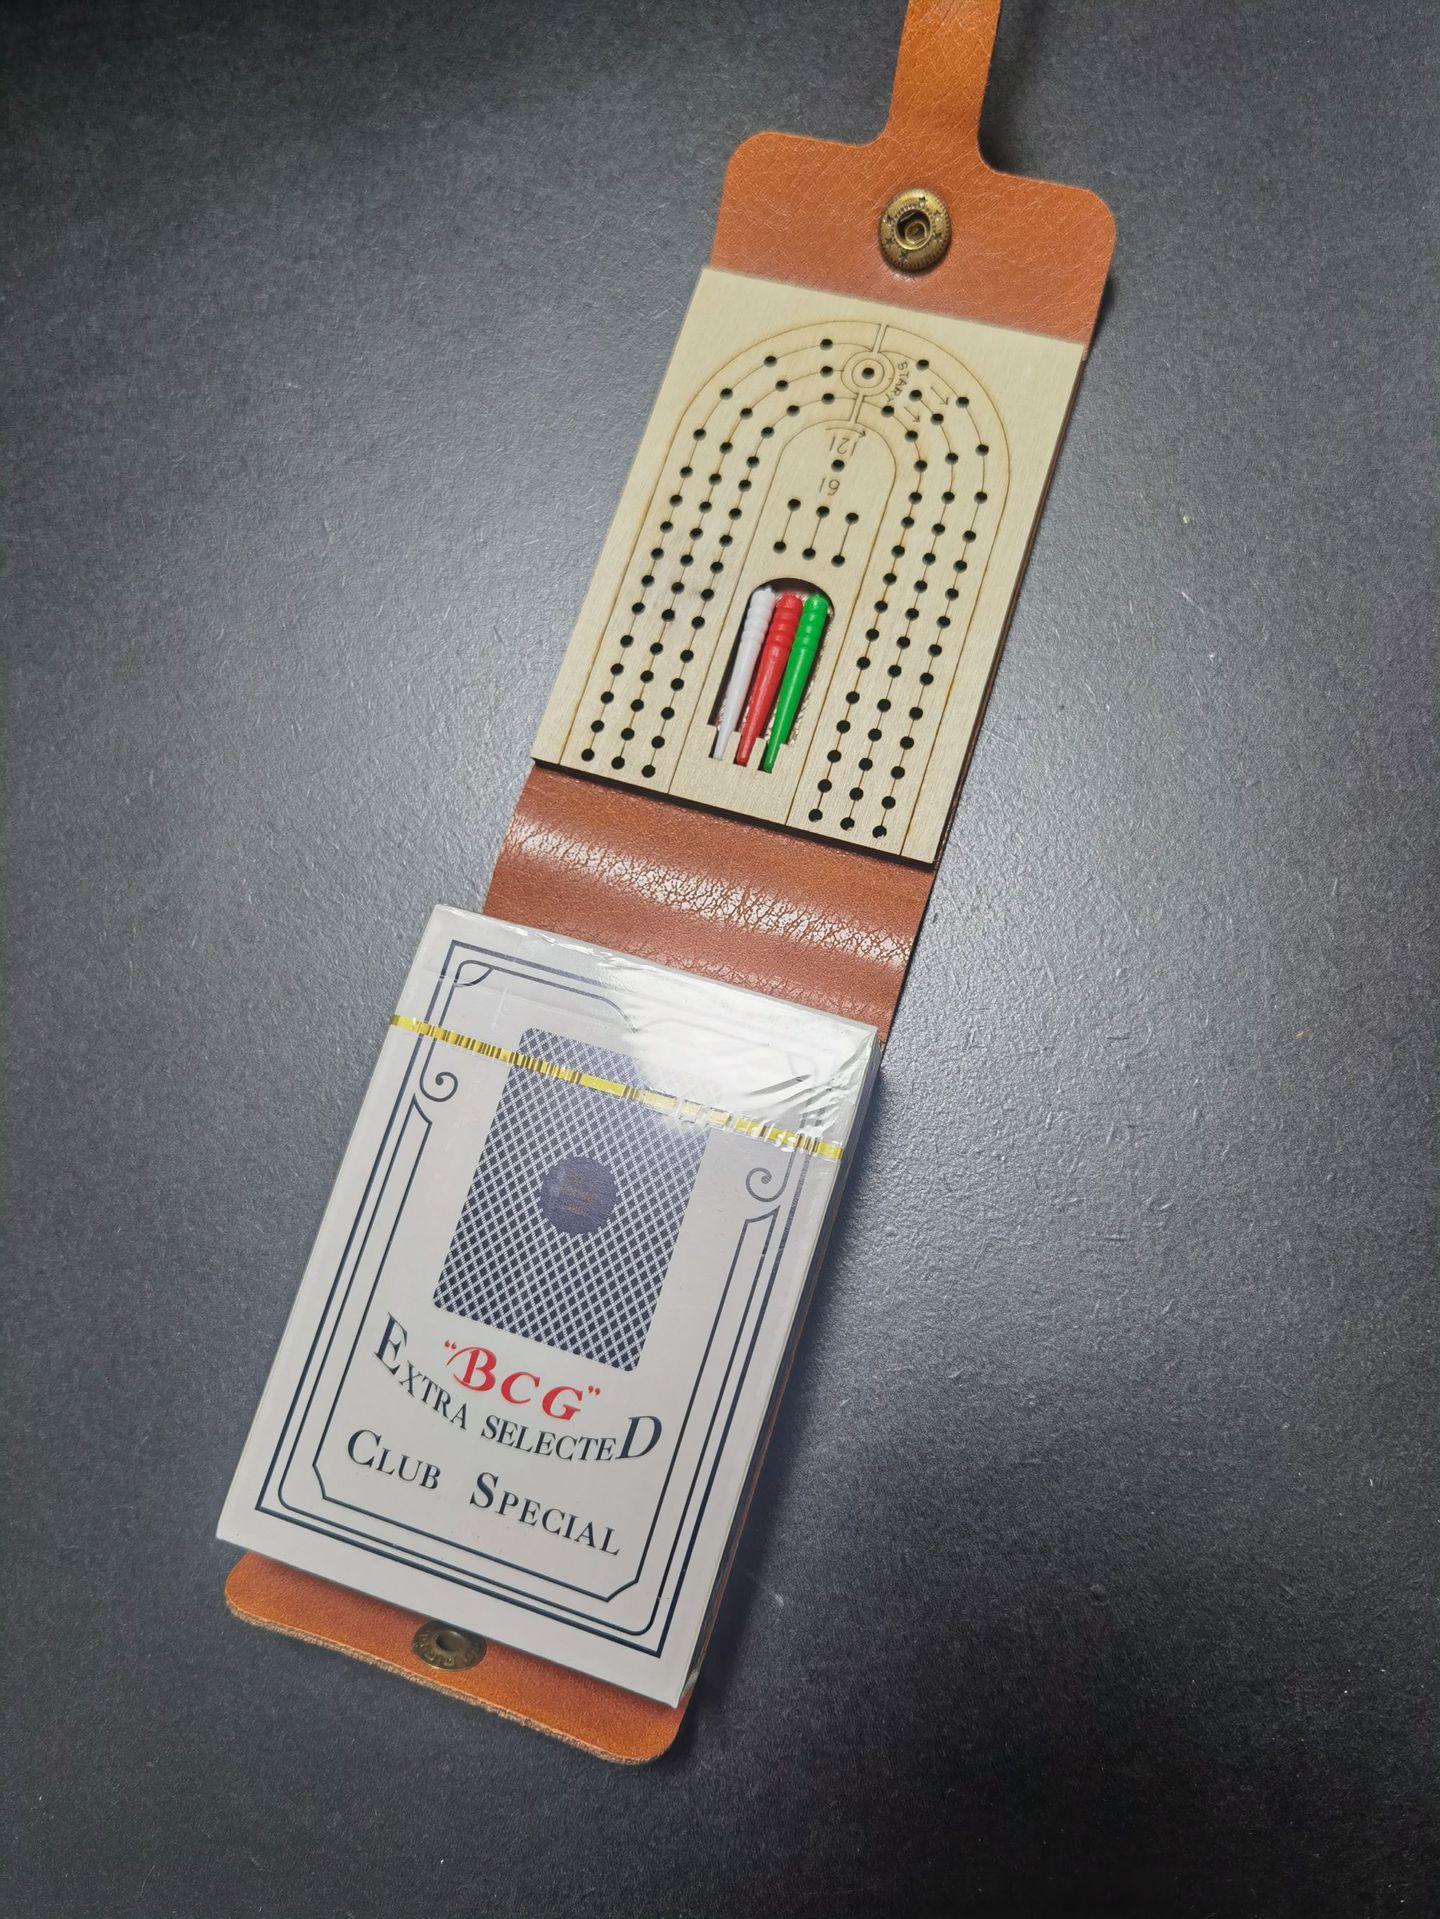 START
121
61
"BCG"
EXTRA SELECTED
CLUB SPECIAL